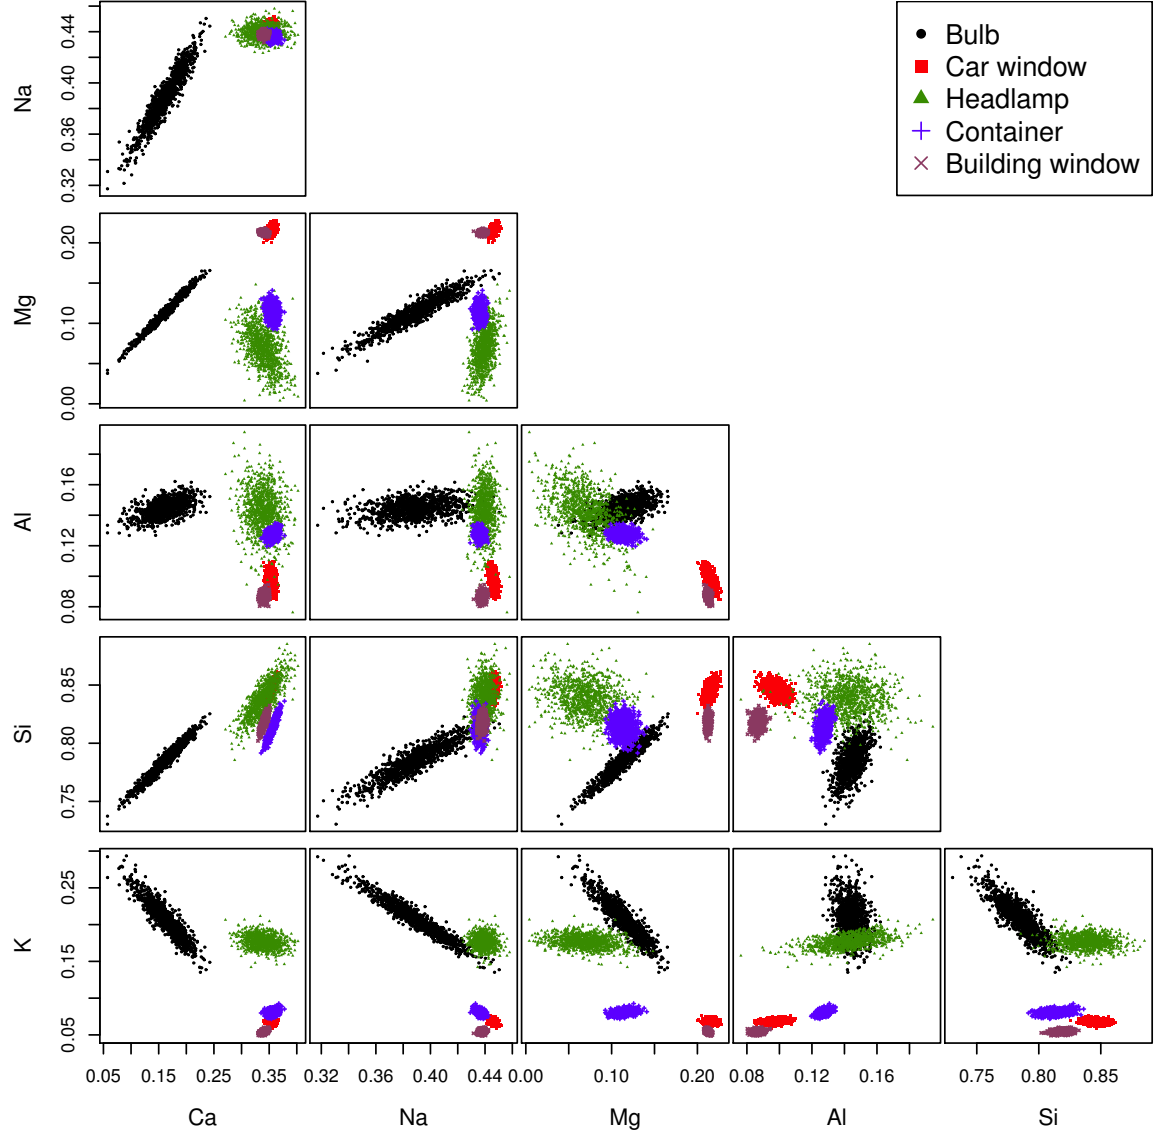 Na
0.32 0.36 0.40 0.44
Bulb
Car window
Headlamp
Container
Building window
Mg
0.00 0.10 0.20
Al
0.08 0.12 0.16
Si
0.75 0.80 0.85
K
0.05 0.15 0.25
0.05 0.15 0.25 0.35 0.32 0.36 0.40 0.44 0.00 0.10 0.20 0.08 0.12 0.16 0.75 0.80 0.85
Ca Na Mg Al Si